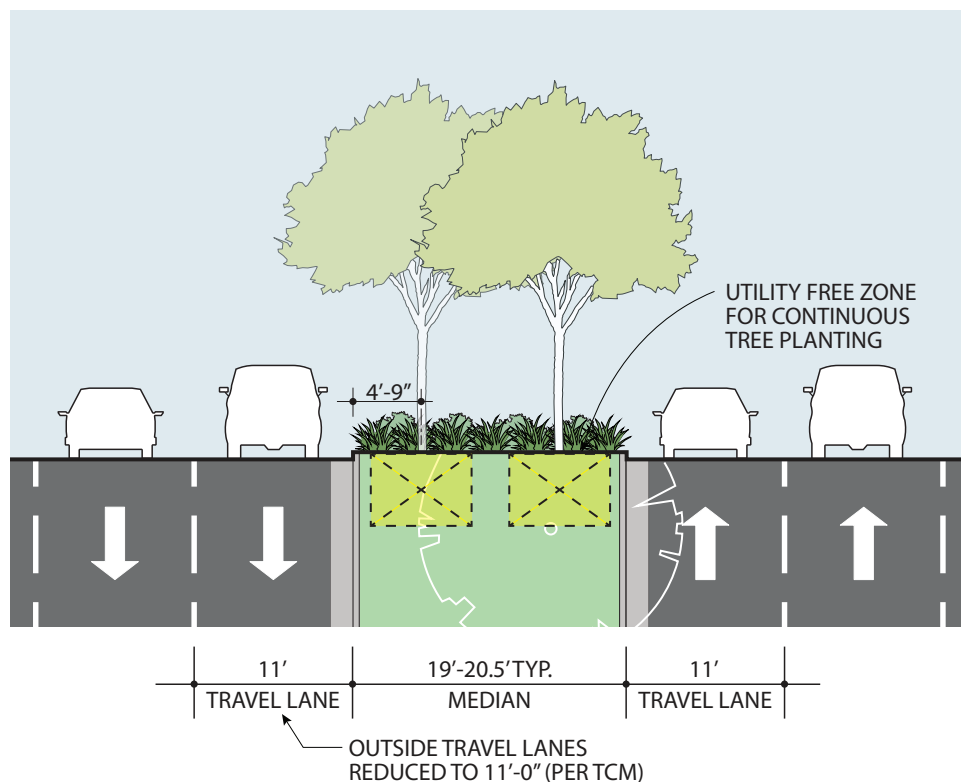 UTILITY FREE ZONE
FOR CONTINUOUS
TREE PLANTING
4'-9"
11'
19'-20.5' TYP.
11'
TRAVEL LANE
MEDIAN
TRAVEL LANE
OUTSIDE TRAVEL LANES
REDUCED TO 11'-0" (PER TCM)